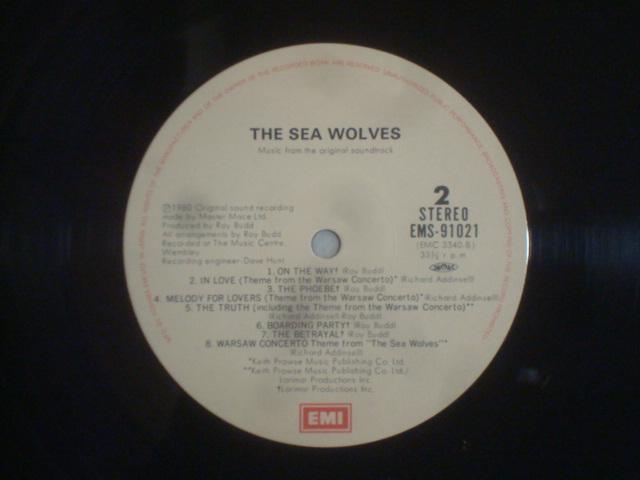 THE SEA WOLVES
Music from the original soundtrack
℗1980 Original sound recording
made by Master Mace Ltd.
Produced by Roy Budd
All arrangements by Roy Budd
Recorded at The Music Centre,
Wembley
Recording engineer: Dave Hunt
2
STEREO
EMS-91021
(EMC 3340-B)
33⅓ r.p.m.
1. ON THE WAY† (Roy Budd)
2. IN LOVE (Theme from the Warsaw Concerto)* (Richard Addinsell)
3. THE PHOEBE† (Roy Budd)
4. MELODY FOR LOVERS (Theme from the Warsaw Concerto)* (Richard Addinsell)
5. THE TRUTH (including the Theme from the Warsaw Concerto)**
(Richard Addinsell-Roy Budd)
6. BOARDING PARTY† (Roy Budd)
7. THE BETRAYAL† (Roy Budd)
8. WARSAW CONCERTO Theme from "The Sea Wolves"*
(Richard Addinsell)
*Keith Prowse Music Publishing Co. Ltd.
**Keith Prowse Music Publishing Co. Ltd./
Lorimar Productions Inc.
†Lorimar Productions Inc.
EMI